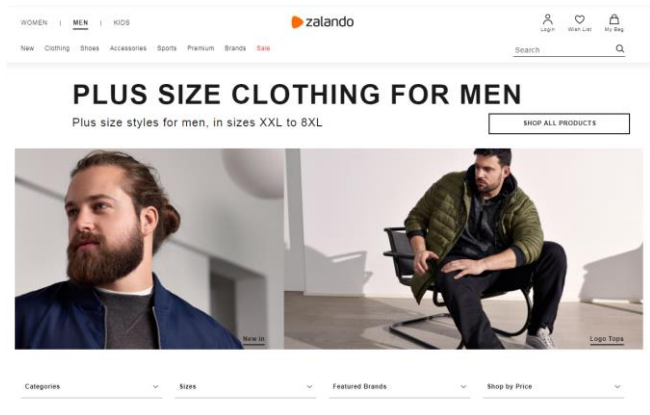 WOMEN | MEN | KIDS
zalando
Login Wish List My Bag
New Clothing Shoes Accessories Sports Premium Brands Sale
Search
PLUS SIZE CLOTHING FOR MEN
Plus size styles for men, in sizes XXL to 8XL
SHOP ALL PRODUCTS
New in
Logo Tops
Categories Sizes Featured Brands Shop by Price